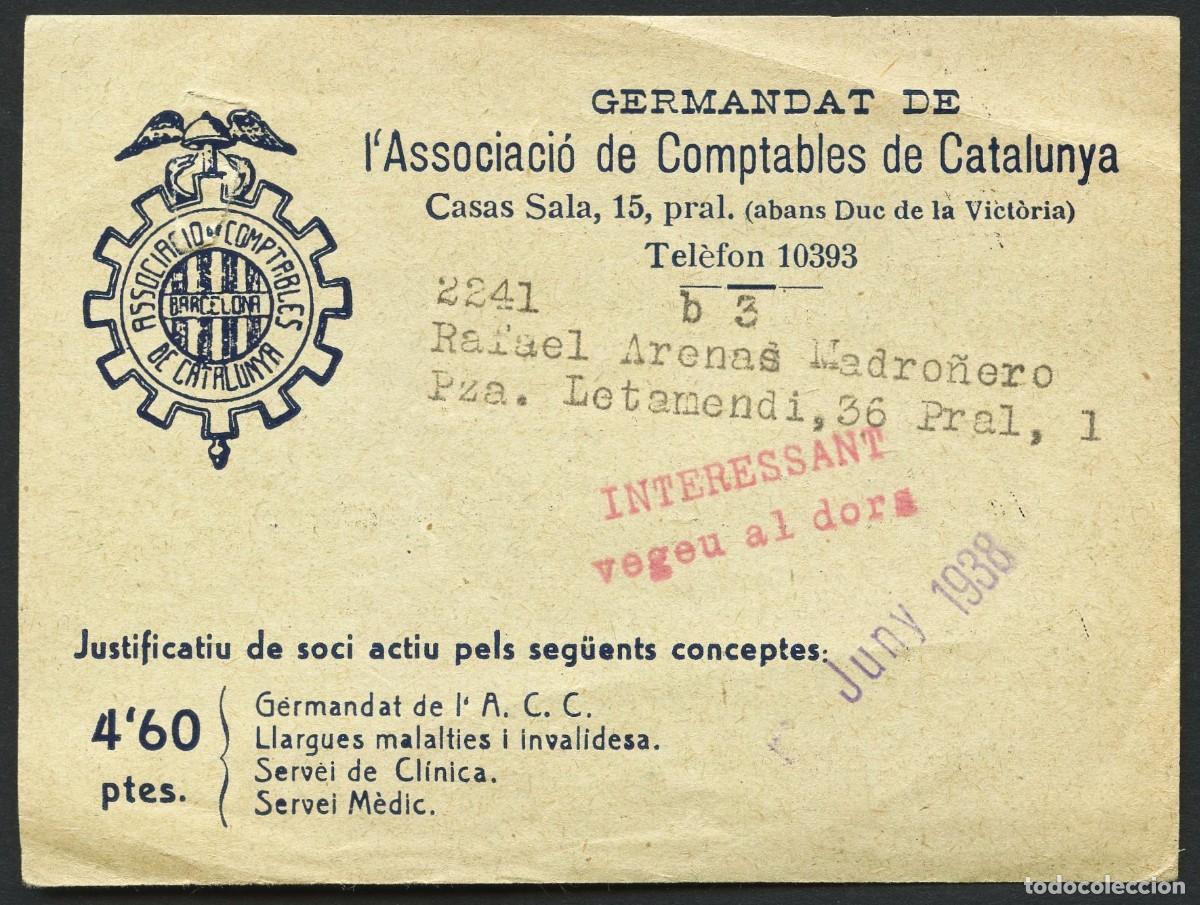 GERMANDAT DE
l'Associació de Comptables de Catalunya
Casas Sala, 15, pral. (abans Duc de la Victòria)
Telèfon 10393
ASSOCIACIO DE COMPTABLES
BARCELONA
DE CATALUNYA
2241 b 3
Rafael Arenas Madroñero
Pza. Letamendi, 36 Pral, 1
INTERESSANT
vegeu al dors
Juny 1938
Justificatiu de soci actiu pels següents conceptes:
4'60
ptes.
Germandat de l' A. C. C.
Llargues malalties i invalidesa.
Servei de Clínica.
Servei Mèdic.
todocoleccion